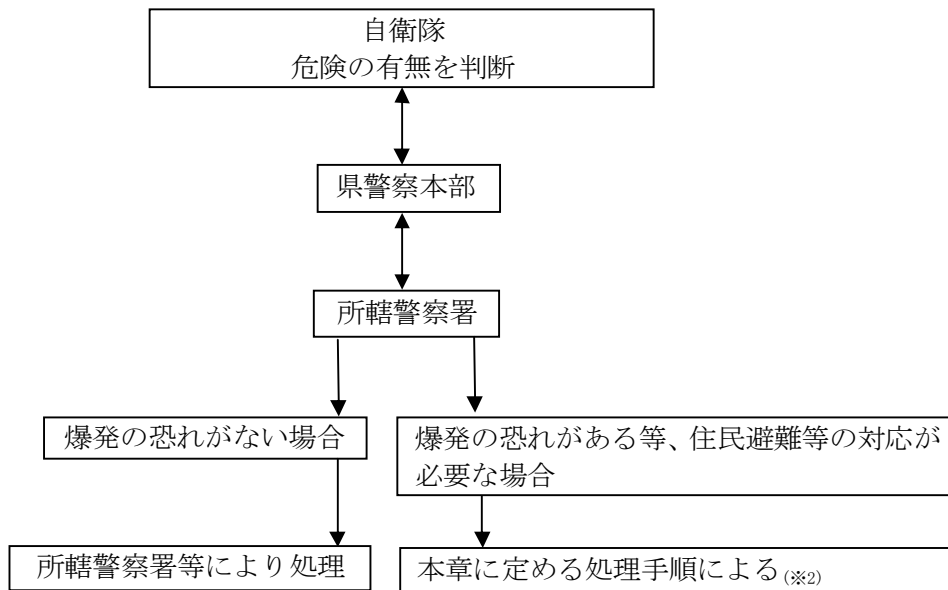 自衛隊
危険の有無を判断
県警察本部
所轄警察署
爆発の恐れがない場合
爆発の恐れがある等、住民避難等の対応が
必要な場合
所轄警察署等により処理
本章に定める処理手順による(※2)